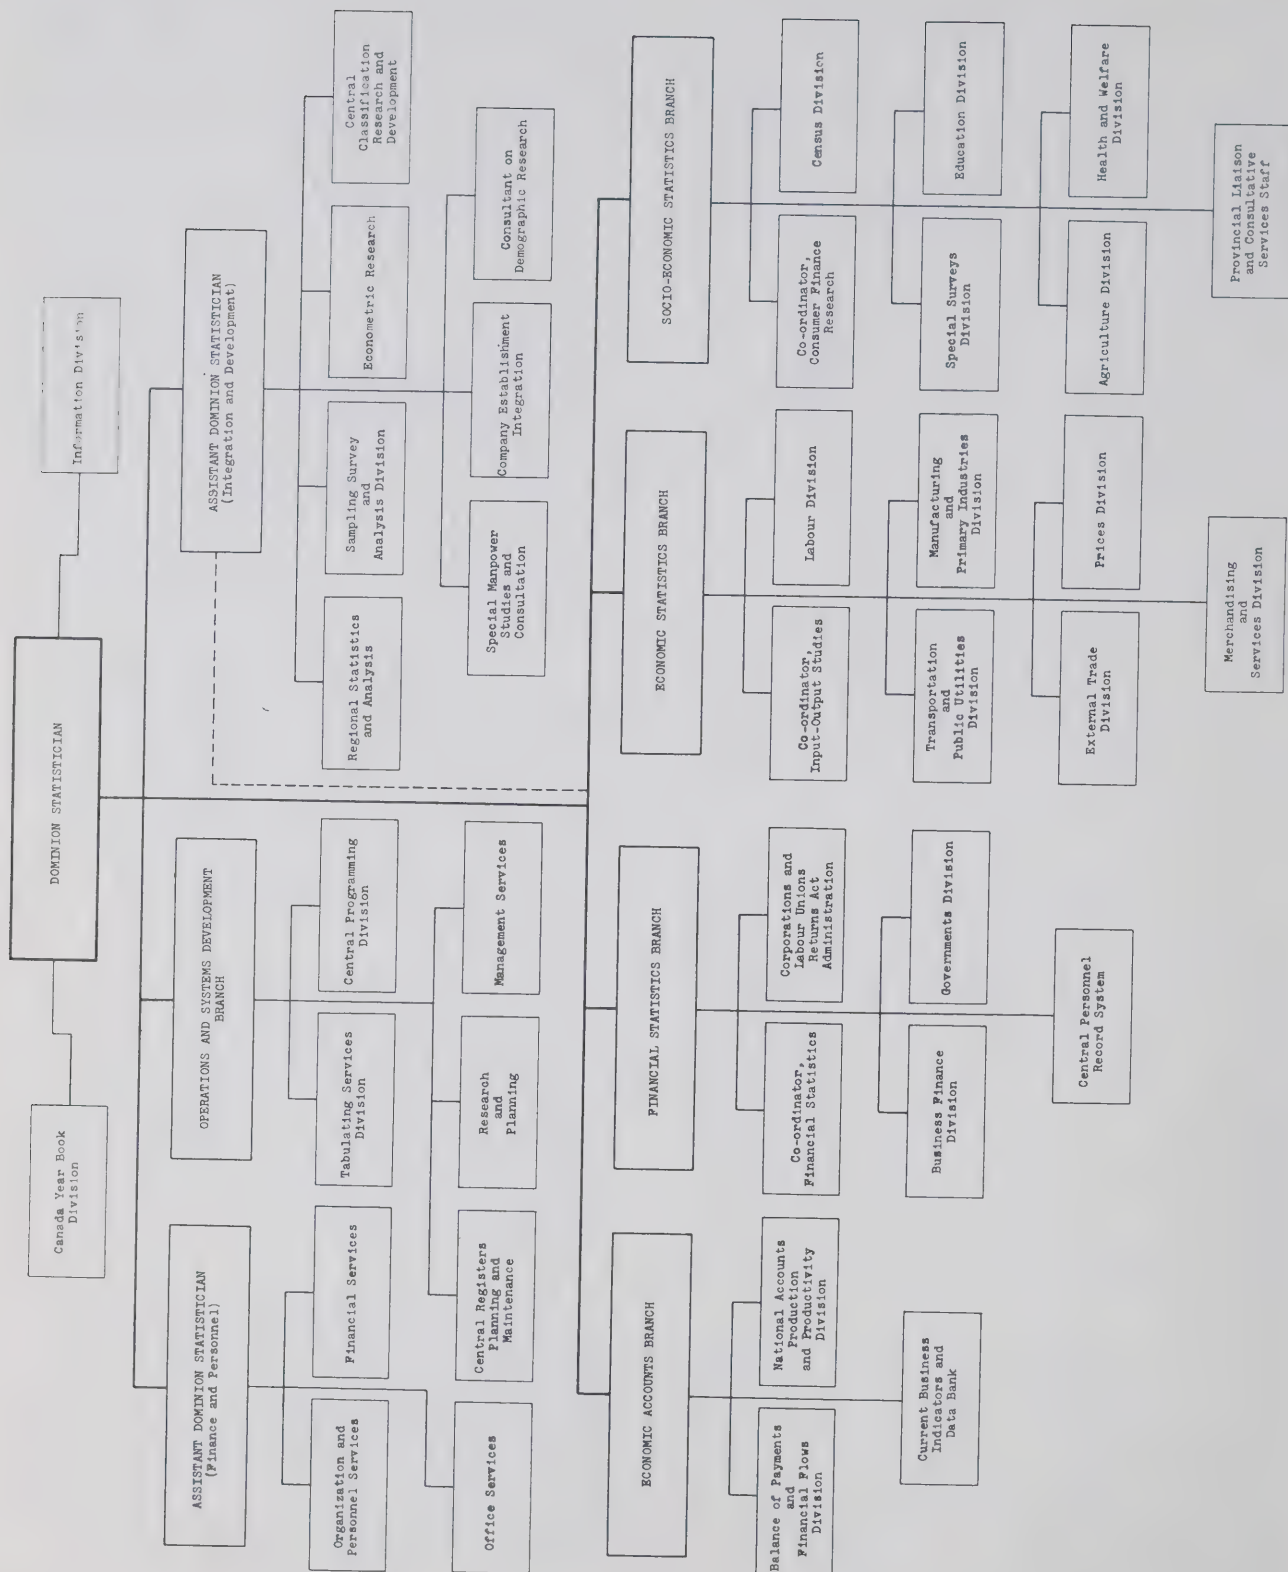 DOMINION STATISTICIAN
Canada Year Book
Division
Information Division
ASSISTANT DOMINION STATISTICIAN
(Finance and Personnel)
OPERATIONS AND SYSTEMS DEVELOPMENT
BRANCH
ASSISTANT DOMINION STATISTICIAN
(Integration and Development)
Organization and
Personnel Services
Financial Services
Office Services
Tabulating Services
Division
Central Programming
Division
Central Registers
Planning and
Maintenance
Research
and
Planning
Management Services
Regional Statistics
and Analysis
Sampling Survey
and
Analysis Division
Econometric Research
Central
Classification
Research and
Development
Special Manpower
Studies and
Consultation
Company Establishment
Integration
Consultant on
Demographic Research
ECONOMIC ACCOUNTS BRANCH
FINANCIAL STATISTICS BRANCH
ECONOMIC STATISTICS BRANCH
SOCIO-ECONOMIC STATISTICS BRANCH
Balance of Payments
and
Financial Flows
Division
National Accounts
Production
and Productivity
Division
Current Business
Indicators and
Data Bank
Co-ordinator,
Financial Statistics
Corporations and
Labour Unions
Returns Act
Administration
Business Finance
Division
Governments Division
Central Personnel
Record System
Co-ordinator,
Input-Output Studies
Labour Division
Transportation
and
Public Utilities
Division
Manufacturing
and
Primary Industries
Division
External Trade
Division
Prices Division
Merchandising
and
Services Division
Co-ordinator,
Consumer Finance
Research
Census Division
Special Surveys
Division
Education Division
Agriculture Division
Health and Welfare
Division
Provincial Liaison
and Consultative
Services Staff